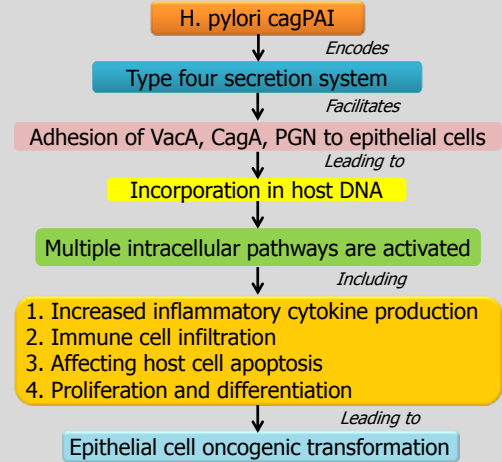 H. pylori cagPAI
Encodes
Type four secretion system
Facilitates
Adhesion of VacA, CagA, PGN to epithelial cells
Leading to
Incorporation in host DNA
Multiple intracellular pathways are activated
Including
1. Increased inflammatory cytokine production
2. Immune cell infiltration
3. Affecting host cell apoptosis
4. Proliferation and differentiation
Leading to
Epithelial cell oncogenic transformation